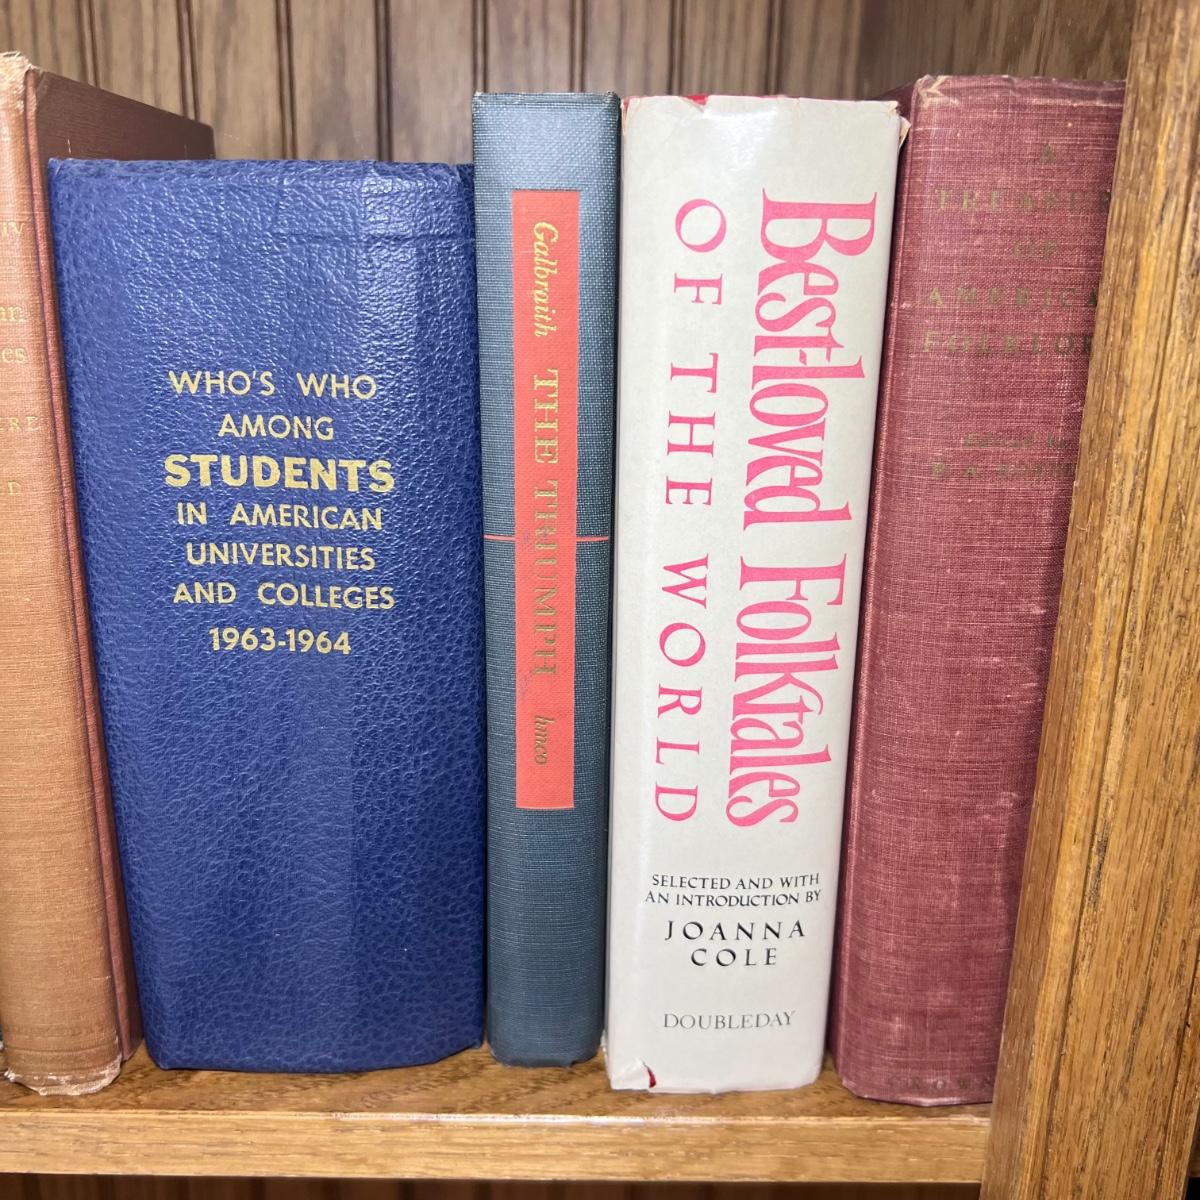 WHO'S WHO
AMONG
STUDENTS
IN AMERICAN
UNIVERSITIES
AND COLLEGES
1963-1964
Galbraith THE TRIUMPH hmco
Best-loved Folktales
OF THE WORLD
SELECTED AND WITH
AN INTRODUCTION BY
JOANNA
COLE
DOUBLEDAY
A
OF